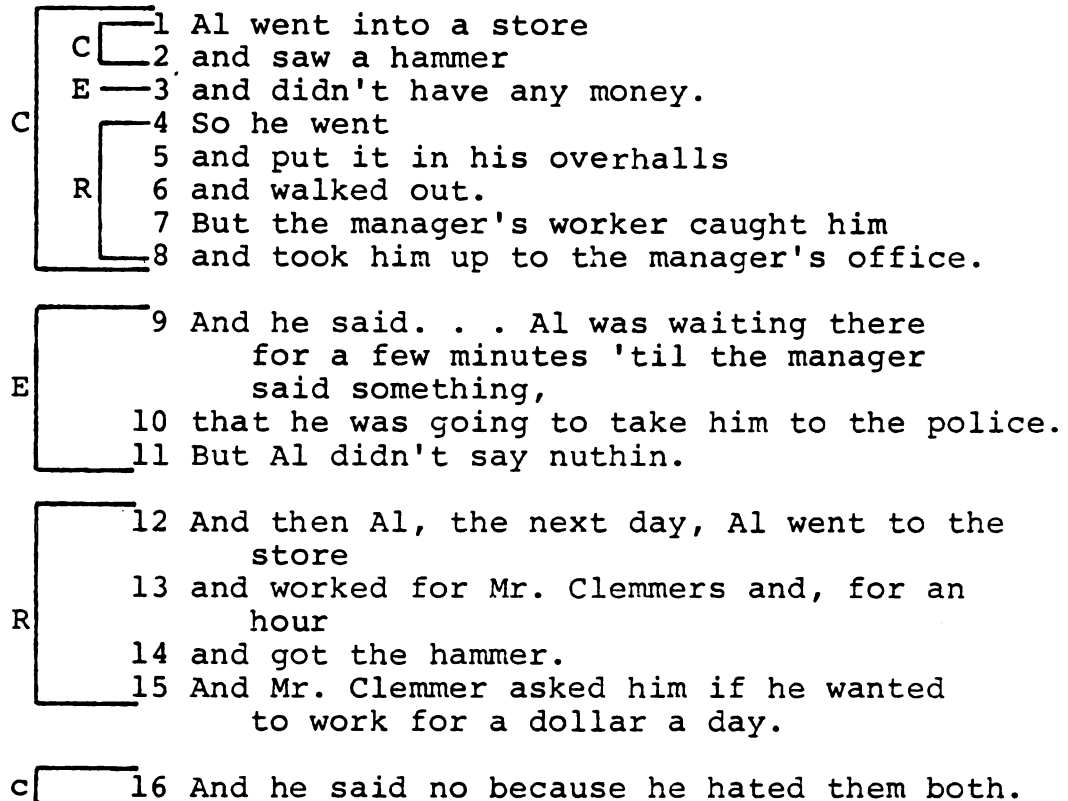 1 Al went into a store
C 2 and saw a hammer
E 3 and didn't have any money.
C 4 So he went
5 and put it in his overhalls
R 6 and walked out.
7 But the manager's worker caught him
8 and took him up to the manager's office.
9 And he said. . . Al was waiting there
for a few minutes 'til the manager
E said something,
10 that he was going to take him to the police.
11 But Al didn't say nuthin.
12 And then Al, the next day, Al went to the
store
13 and worked for Mr. Clemmers and, for an
R hour
14 and got the hammer.
15 And Mr. Clemmer asked him if he wanted
to work for a dollar a day.
c 16 And he said no because he hated them both.